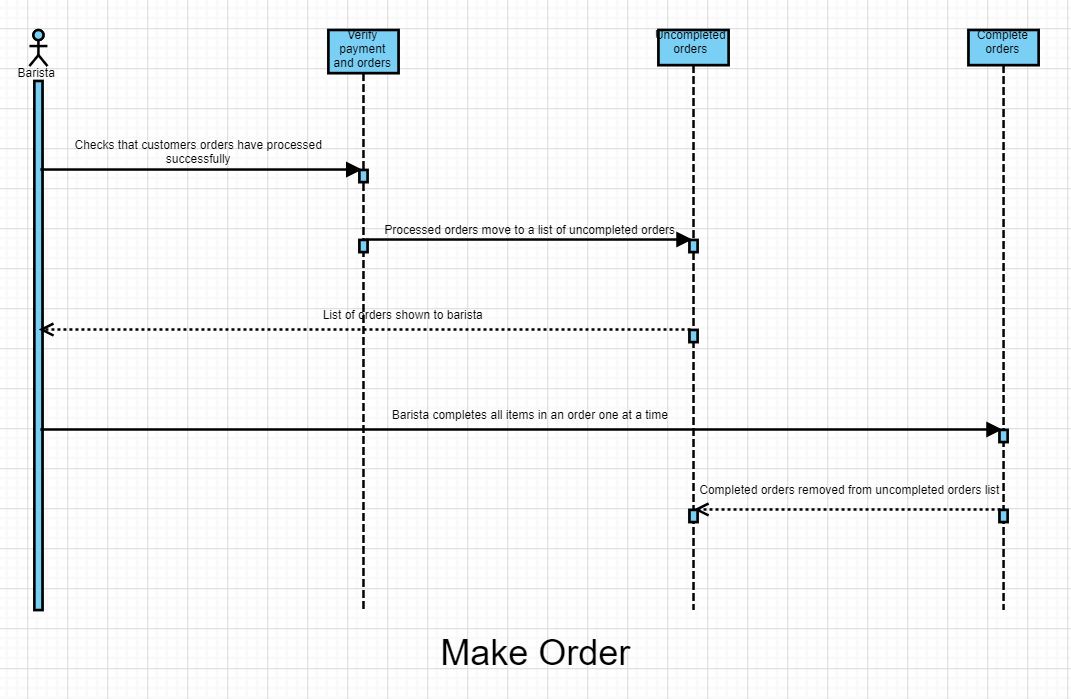 Barista
Verify
payment
and orders
Uncompleted
orders
Complete
orders
Checks that customers orders have processed
successfully
Processed orders move to a list of uncompleted orders
List of orders shown to barista
Barista completes all items in an order one at a time
Completed orders removed from uncompleted orders list
Make Order